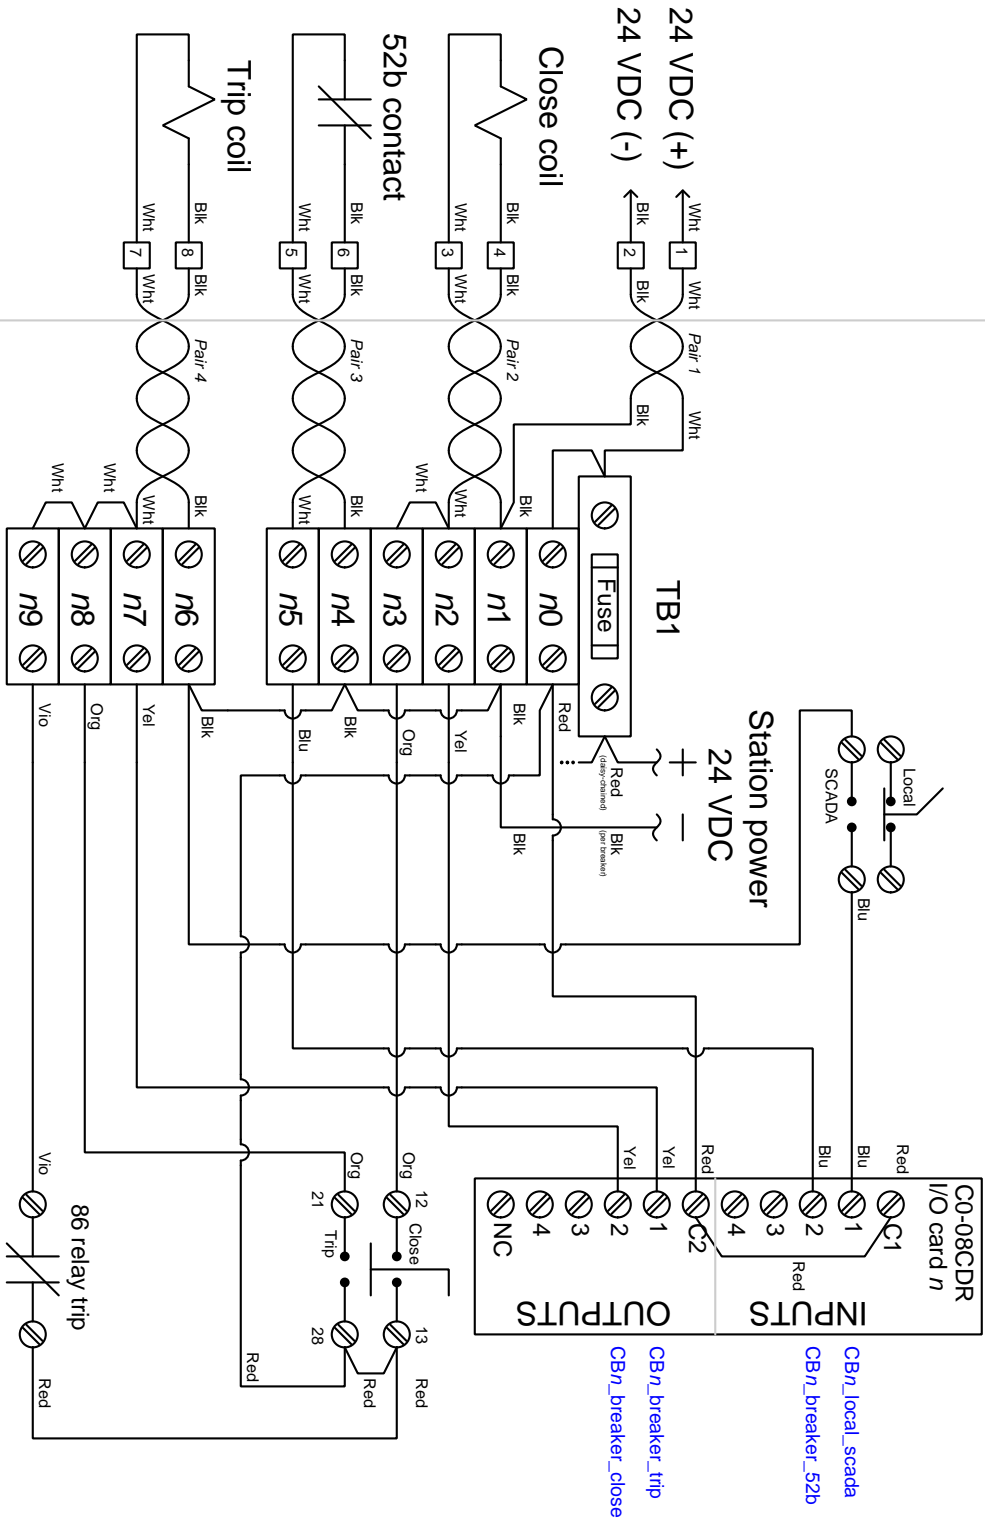 24 VDC (+)
24 VDC (-)
Close coil
52b contact
Trip coil
Wht
1
Wht
Pair 1
Wht
Blk
2
Blk
Blk
Blk
4
Blk
Pair 2
Blk
Wht
3
Wht
Wht
Wht
Blk
6
Blk
Pair 3
Blk
Wht
5
Wht
Wht
Blk
8
Blk
Pair 4
Blk
Wht
7
Wht
Wht
Wht
Wht
TB1
Fuse
n0
n1
n2
n3
n4
n5
n6
n7
n8
n9
Red
Blk
Yel
Org
Blk
Blu
Blk
Yel
Org
Vio
Station power
24 VDC
+
−
Red
(daisy-chained)
Blk
(per breaker)
Blk
Local
SCADA
Blu
C0-08CDR
I/O card n
INPUTS
OUTPUTS
Red
C1
Blu
1
Blu
2
3
4
Red
C2
Yel
1
Yel
2
3
4
NC
Red
CBn_local_scada
CBn_breaker_52b
CBn_breaker_trip
CBn_breaker_close
Org
12
Close
13
Red
Org
21
Trip
28
Red
Red
Vio
86 relay trip
Red